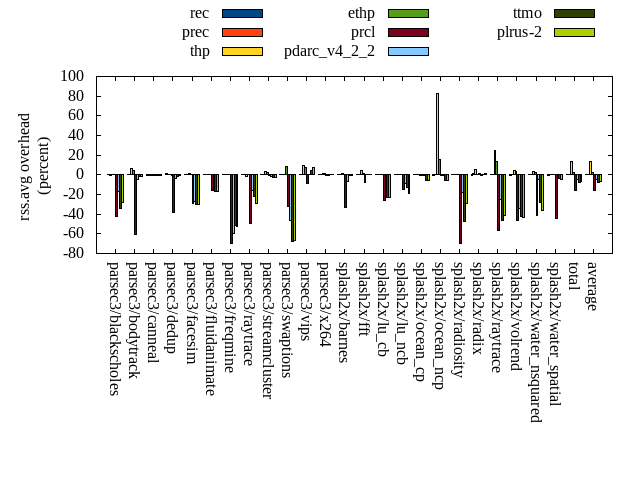 rec
ethp
ttmo
prec
prcl
plrus-2
thp
pdarc_v4_2_2
rss.avg overhead
(percent)
100
80
60
40
20
0
-20
-40
-60
-80
parsec3/blackscholes
parsec3/bodytrack
parsec3/canneal
parsec3/dedup
parsec3/facesim
parsec3/fluidanimate
parsec3/freqmine
parsec3/raytrace
parsec3/streamcluster
parsec3/swaptions
parsec3/vips
parsec3/x264
splash2x/barnes
splash2x/fft
splash2x/lu_cb
splash2x/lu_ncb
splash2x/ocean_cp
splash2x/ocean_ncp
splash2x/radiosity
splash2x/radix
splash2x/raytrace
splash2x/volrend
splash2x/water_nsquared
splash2x/water_spatial
total
average